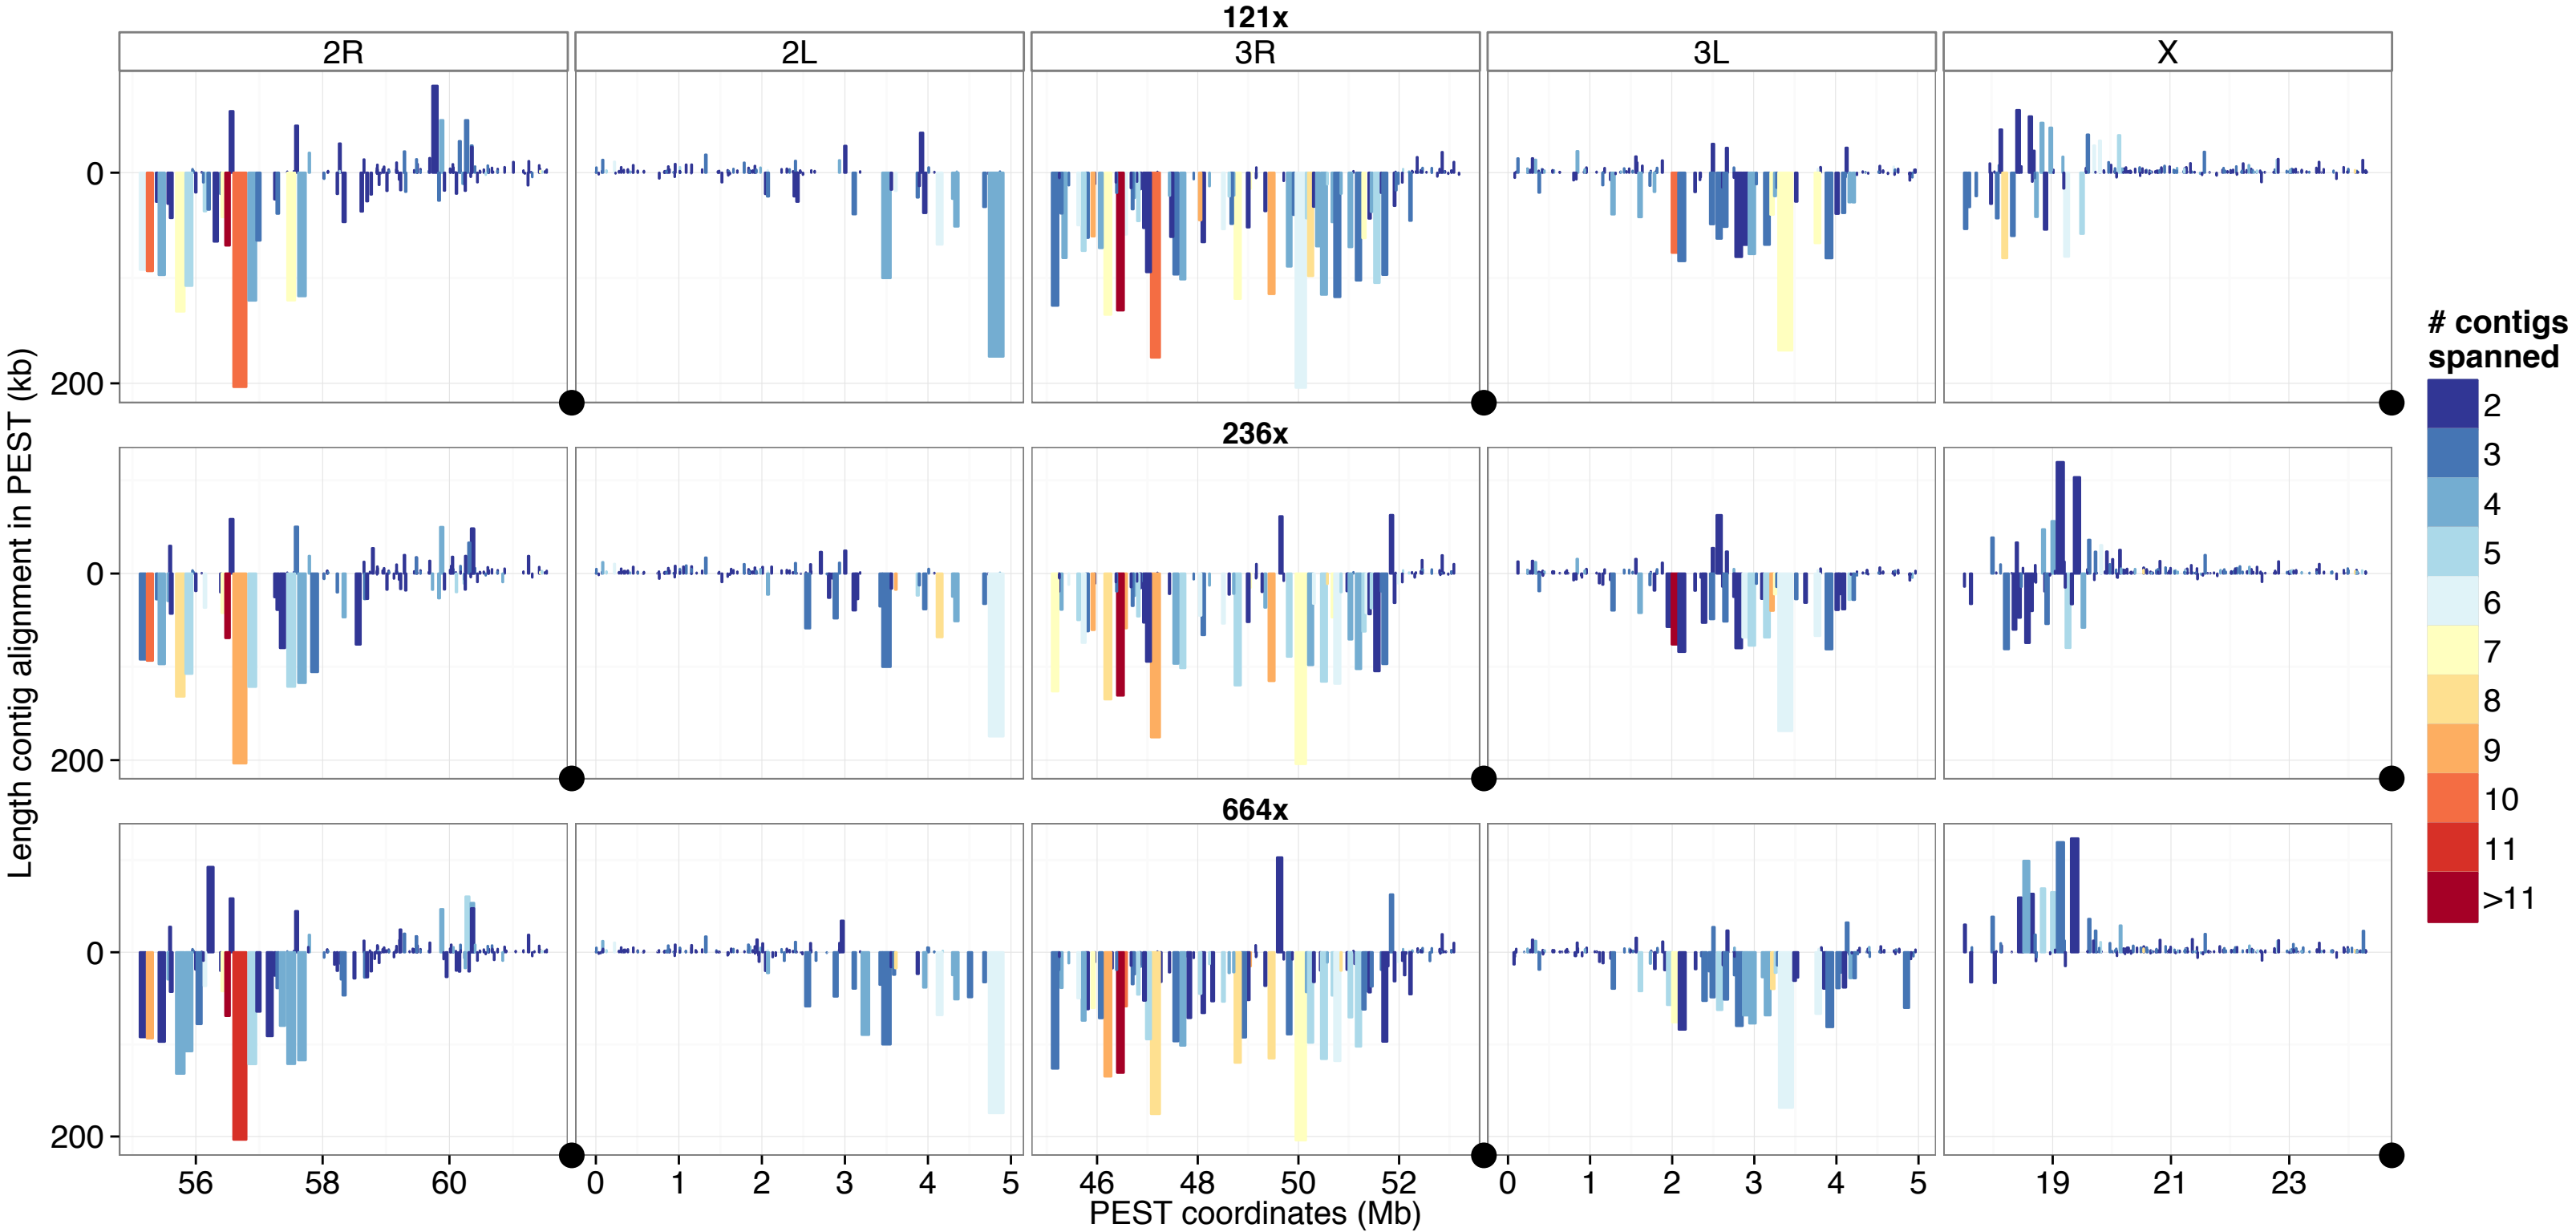 121x
2R 2L 3R 3L X
0
200
236x
0
200
664x
0
200
56 58 60 0 1 2 3 4 5 46 48 50 52 0 1 2 3 4 5 19 21 23
PEST coordinates (Mb)
Length contig alignment in PEST (kb)
# contigs
spanned
2
3
4
5
6
7
8
9
10
11
>11